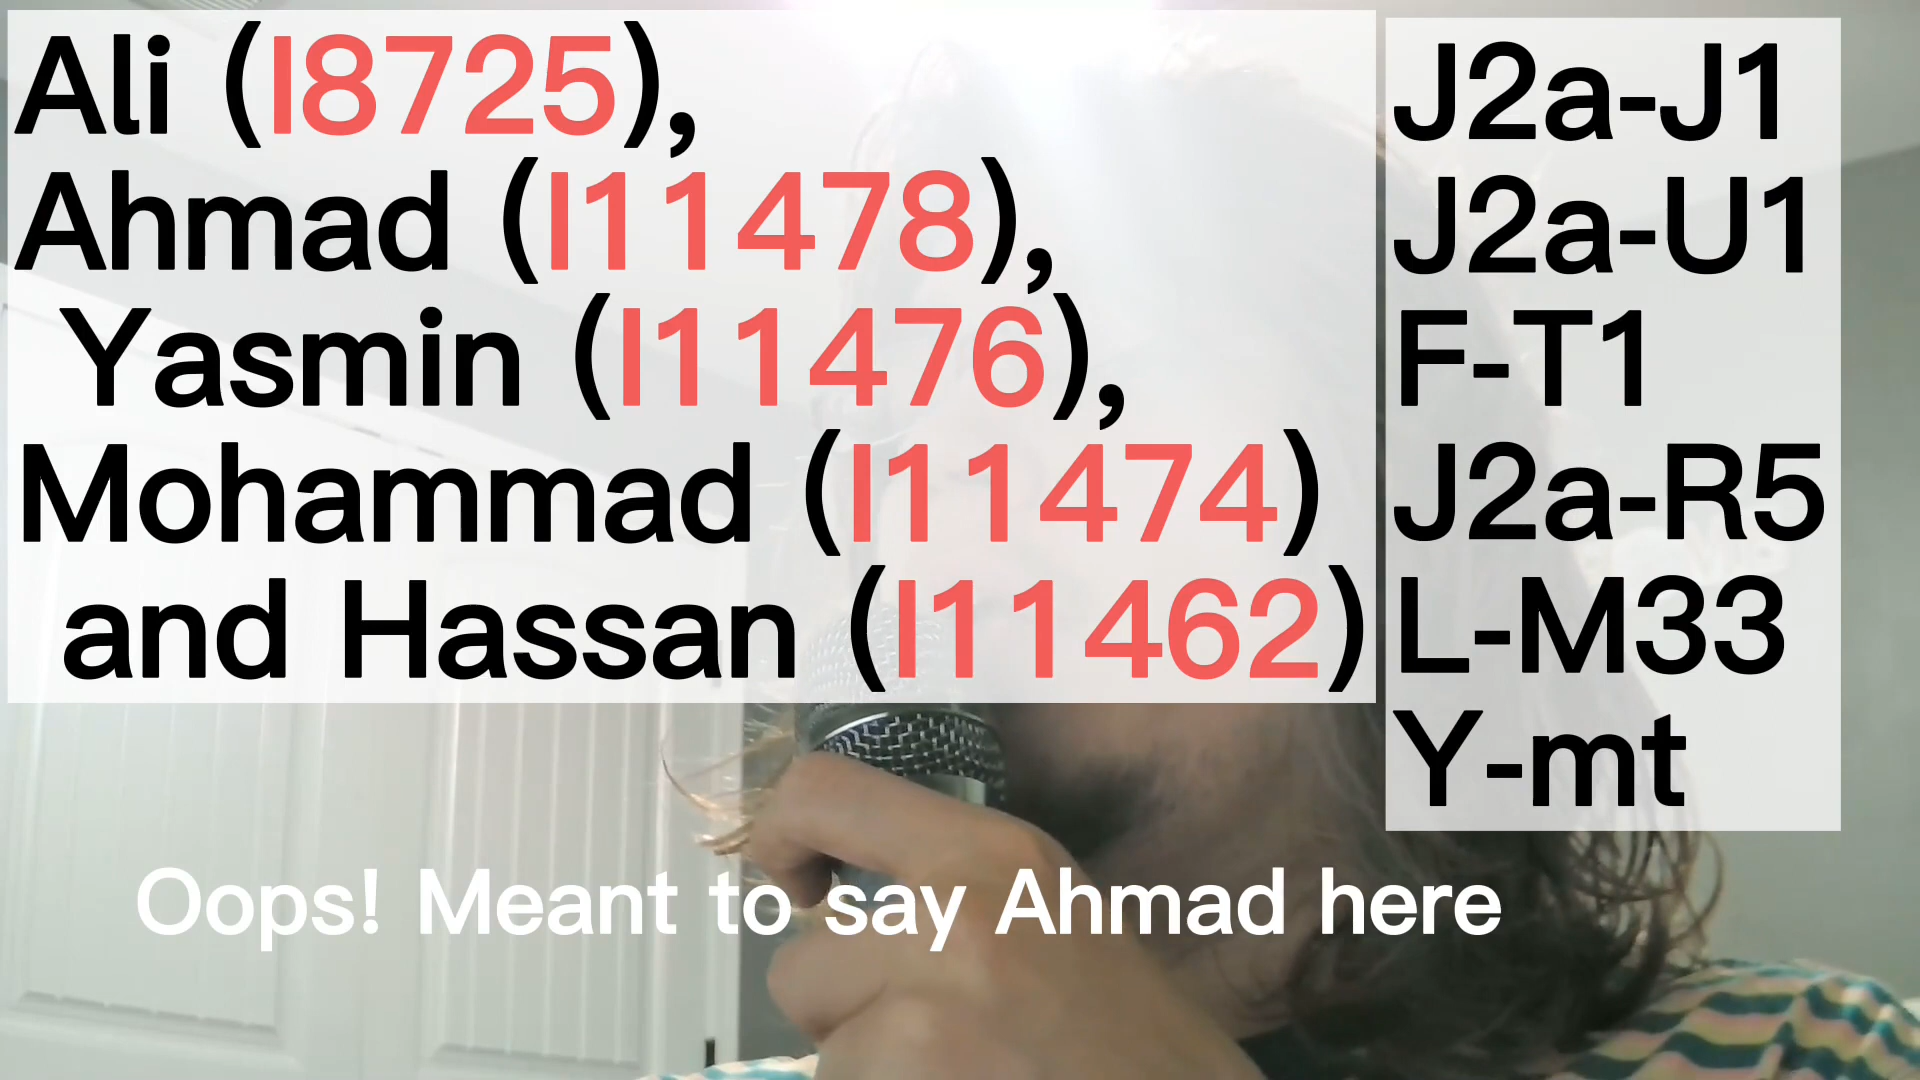 Ali (I8725),
Ahmad (I11478),
Yasmin (I11476),
Mohammad (I11474)
and Hassan (I11462)
J2a-J1
J2a-U1
F-T1
J2a-R5
L-M33
Y-mt
Oops! Meant to say Ahmad here